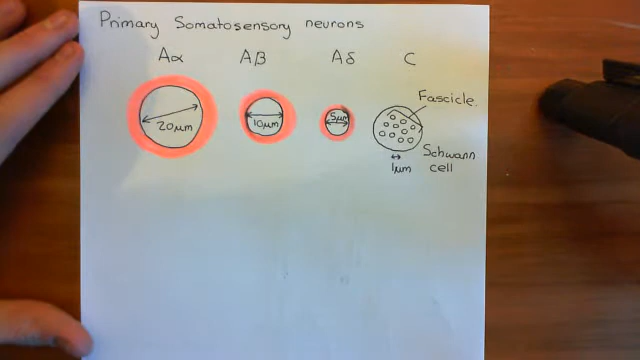 Primary Somatosensory neurons
Aα Aβ Aδ C
20μm 10μm 5μm Fascicle.
Schwann
cell
1μm